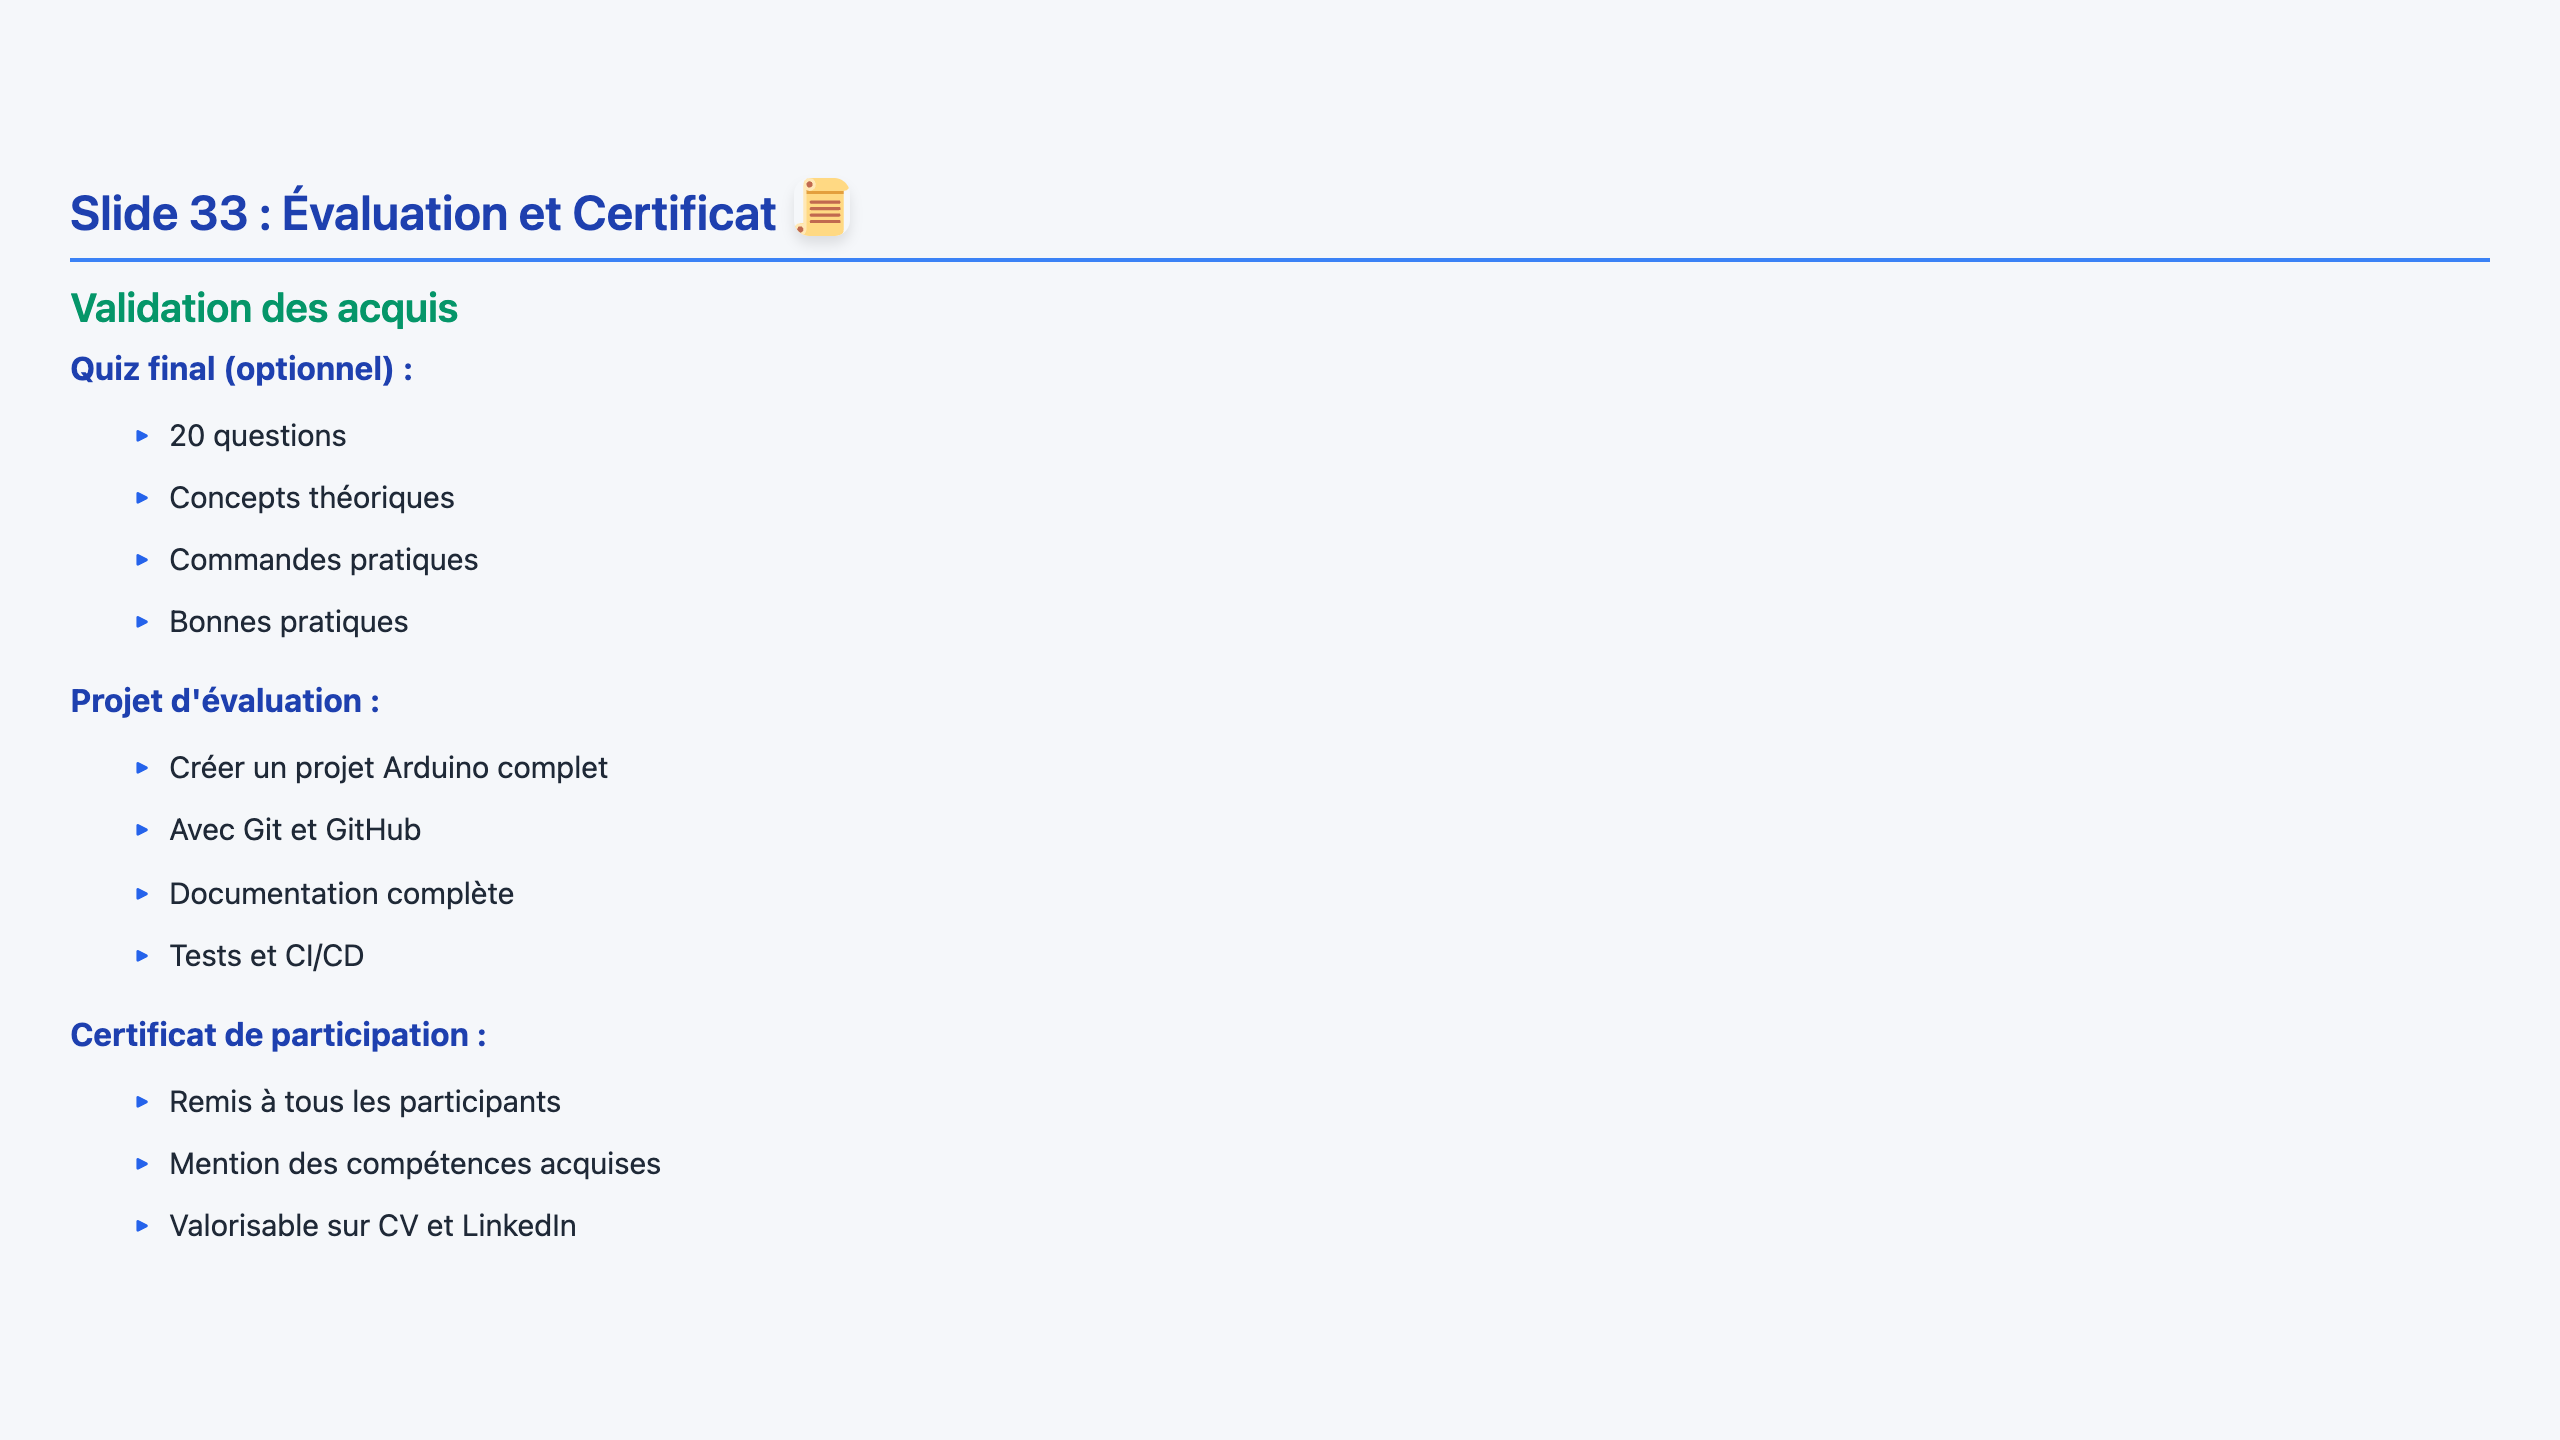 Slide 33 : Évaluation et Certificat 📜
Validation des acquis
Quiz final (optionnel) :
▸ 20 questions
▸ Concepts théoriques
▸ Commandes pratiques
▸ Bonnes pratiques
Projet d'évaluation :
▸ Créer un projet Arduino complet
▸ Avec Git et GitHub
▸ Documentation complète
▸ Tests et CI/CD
Certificat de participation :
▸ Remis à tous les participants
▸ Mention des compétences acquises
▸ Valorisable sur CV et LinkedIn